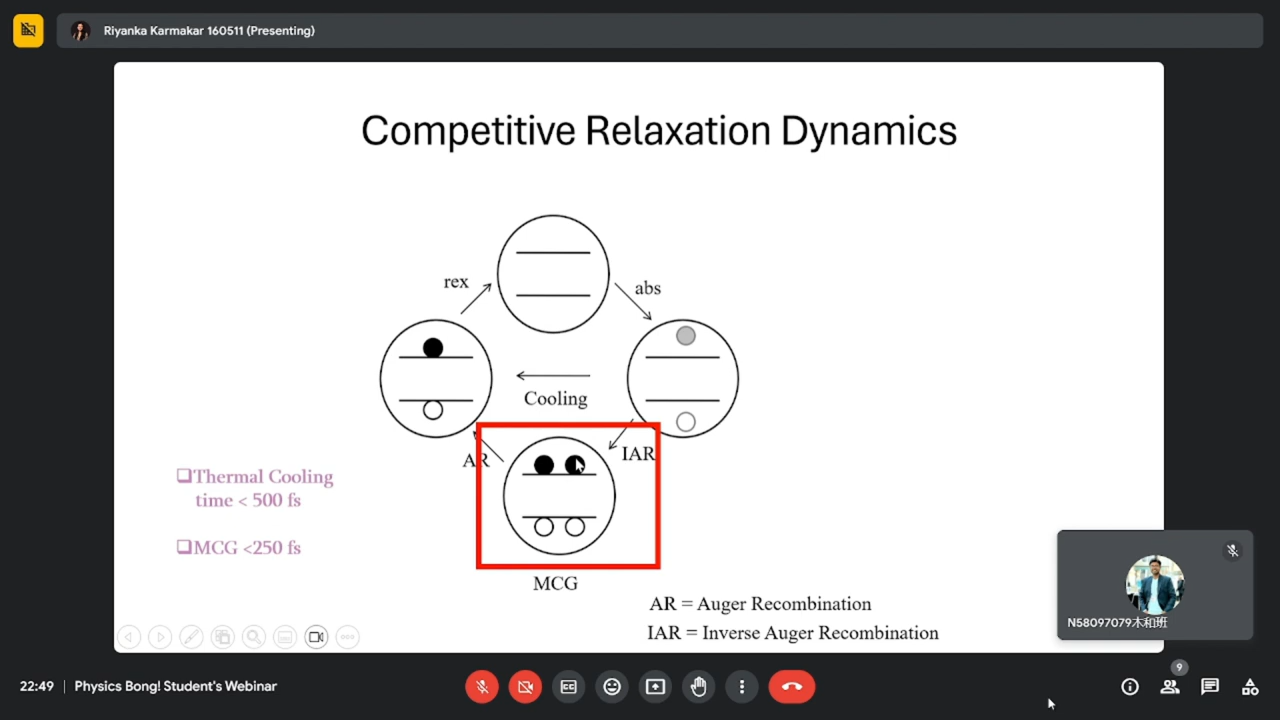 Riyanka Karmakar 160511 (Presenting)
Competitive Relaxation Dynamics
rex
abs
Cooling
AR
IAR
❑Thermal Cooling
time < 500 fs
❑MCG <250 fs
MCG
AR = Auger Recombination
IAR = Inverse Auger Recombination
N58097079木和班
22:49 | Physics Bong! Student's Webinar
9